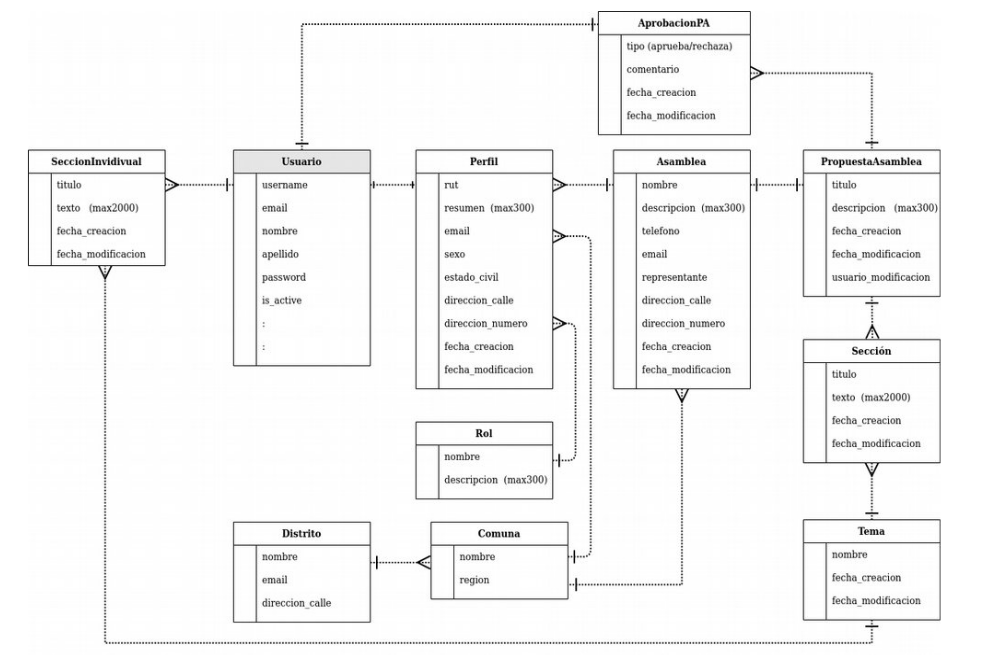 AprobacionPA
tipo (aprueba/rechaza)
comentario
fecha_creacion
fecha_modificacion
SeccionInvidivual
titulo
texto (max2000)
fecha_creacion
fecha_modificacion
Usuario
username
email
nombre
apellido
password
is_active
:
:
Perfil
rut
resumen (max300)
email
sexo
estado_civil
direccion_calle
direccion_numero
fecha_creacion
fecha_modificacion
Asamblea
nombre
descripcion (max300)
telefono
email
representante
direccion_calle
direccion_numero
fecha_creacion
fecha_modificacion
PropuestaAsamblea
titulo
descripcion (max300)
fecha_creacion
fecha_modificacion
usuario_modificacion
Sección
titulo
texto (max2000)
fecha_creacion
fecha_modificacion
Rol
nombre
descripcion (max300)
Distrito
nombre
email
direccion_calle
Comuna
nombre
region
Tema
nombre
fecha_creacion
fecha_modificacion